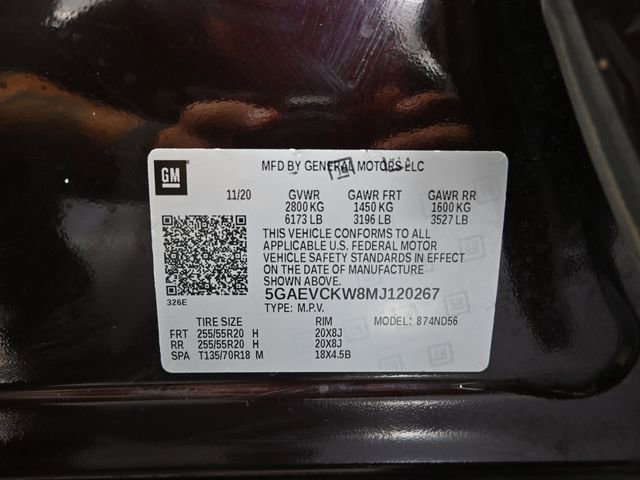 GM
MFD BY GENERAL MOTORS LLC
11/20 GVWR GAWR FRT GAWR RR
2800 KG 1450 KG 1600 KG
6173 LB 3196 LB 3527 LB
THIS VEHICLE CONFORMS TO ALL
APPLICABLE U.S. FEDERAL MOTOR
VEHICLE SAFETY STANDARDS IN EFFECT
ON THE DATE OF MANUFACTURE
SHOWN ABOVE.
326E
5GAEVCKW8MJ120267
TYPE: M.P.V.
TIRE SIZE RIM MODEL: 874ND56
FRT 255/55R20 H 20X8J
RR 255/55R20 H 20X8J
SPA T135/70R18 M 18X4.5B